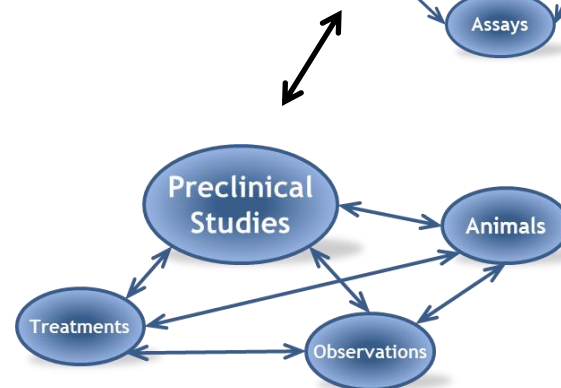 Assays
Preclinical
Studies
Animals
Treatments
Observations